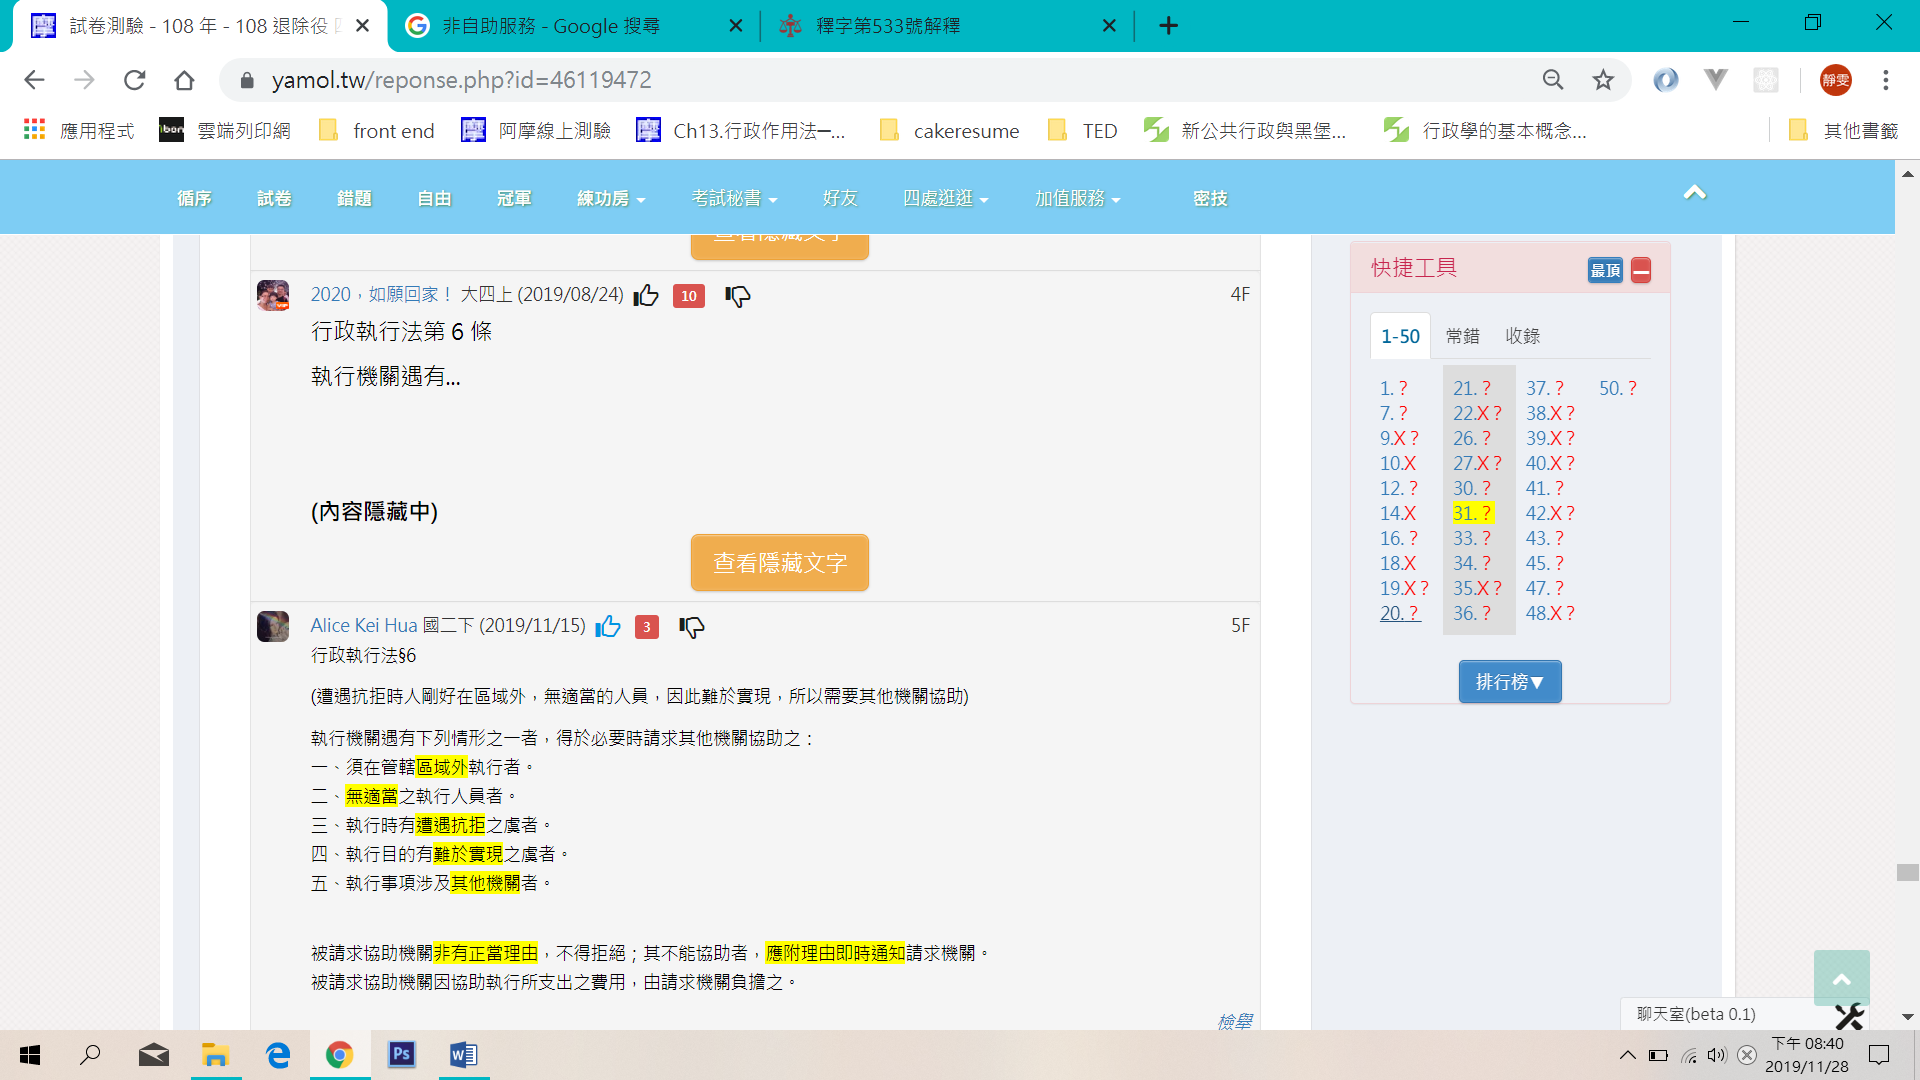 試卷測驗 - 108 年 - 108 退除役
非自助服務 - Google 搜尋
釋字第533號解釋
yamol.tw/reponse.php?id=46119472
靜雯
應用程式
ibon
雲端列印網
front end
摩
阿摩線上測驗
摩
Ch13.行政作用法─...
cakeresume
TED
新公共行政與黑堡...
行政學的基本概念...
其他書籤
循序
試卷
錯題
自由
冠軍
練功房
考試秘書
好友
四處逛逛
加值服務
密技
查看隱藏文字
2020，如願回家！ 大四上 (2019/08/24) 10
4F
行政執行法第 6 條
執行機關遇有...
(內容隱藏中)
查看隱藏文字
Alice Kei Hua 國二下 (2019/11/15) 3
5F
行政執行法§6
(遭遇抗拒時人剛好在區域外，無適當的人員，因此難於實現，所以需要其他機關協助)
執行機關遇有下列情形之一者，得於必要時請求其他機關協助之：
一、須在管轄區域外執行者。
二、無適當之執行人員者。
三、執行時有遭遇抗拒之虞者。
四、執行目的有難於實現之虞者。
五、執行事項涉及其他機關者。
被請求協助機關非有正當理由，不得拒絕；其不能協助者，應附理由即時通知請求機關。
被請求協助機關因協助執行所支出之費用，由請求機關負擔之。
檢舉
快捷工具
最頂
1-50
常錯
收錄
1. ?
7. ?
9.X ?
10.X
12. ?
14.X
16. ?
18.X
19.X ?
20. ?
21. ?
22.X ?
26. ?
27.X ?
30. ?
31. ?
33. ?
34. ?
35.X ?
36. ?
37. ?
38.X ?
39.X ?
40.X ?
41. ?
42.X ?
43. ?
45. ?
47. ?
48.X ?
50. ?
排行榜▼
聊天室(beta 0.1)
Ps
下午 08:40
2019/11/28